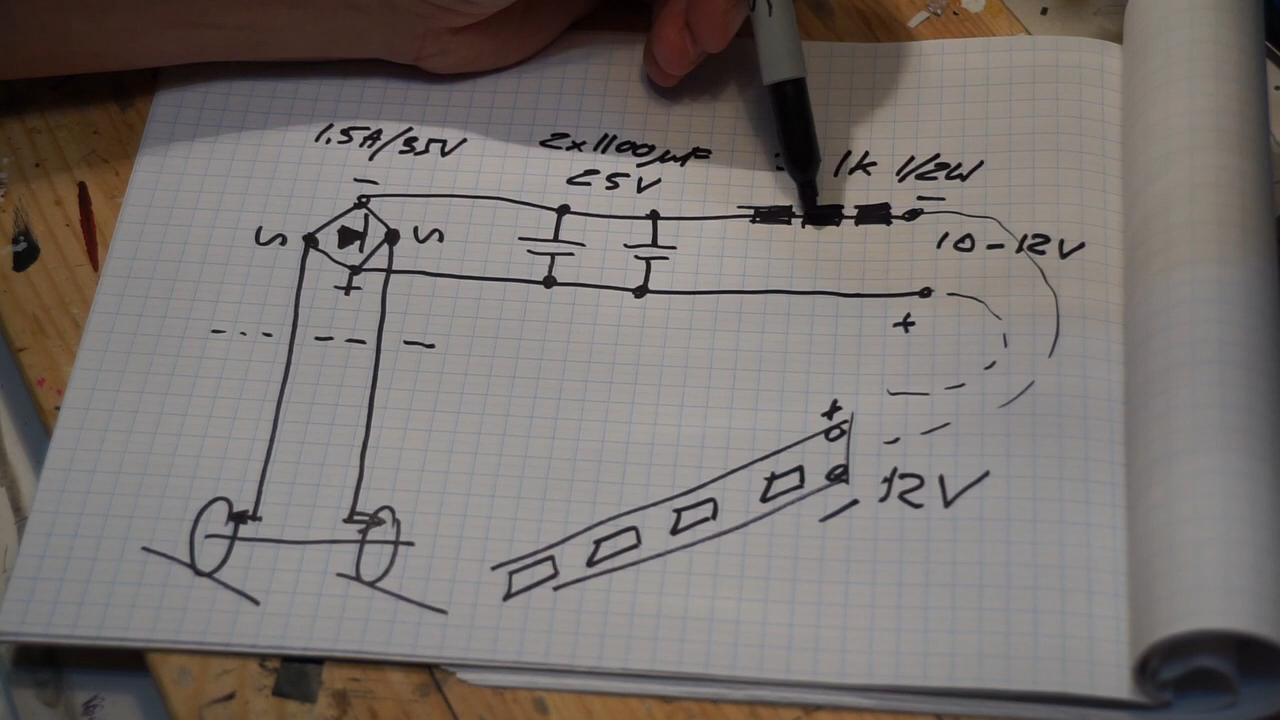 1.5A/35V
2x1100µF
25V
1k 1/2W
-
-
S
S
10-12V
+
+
+
12V
-